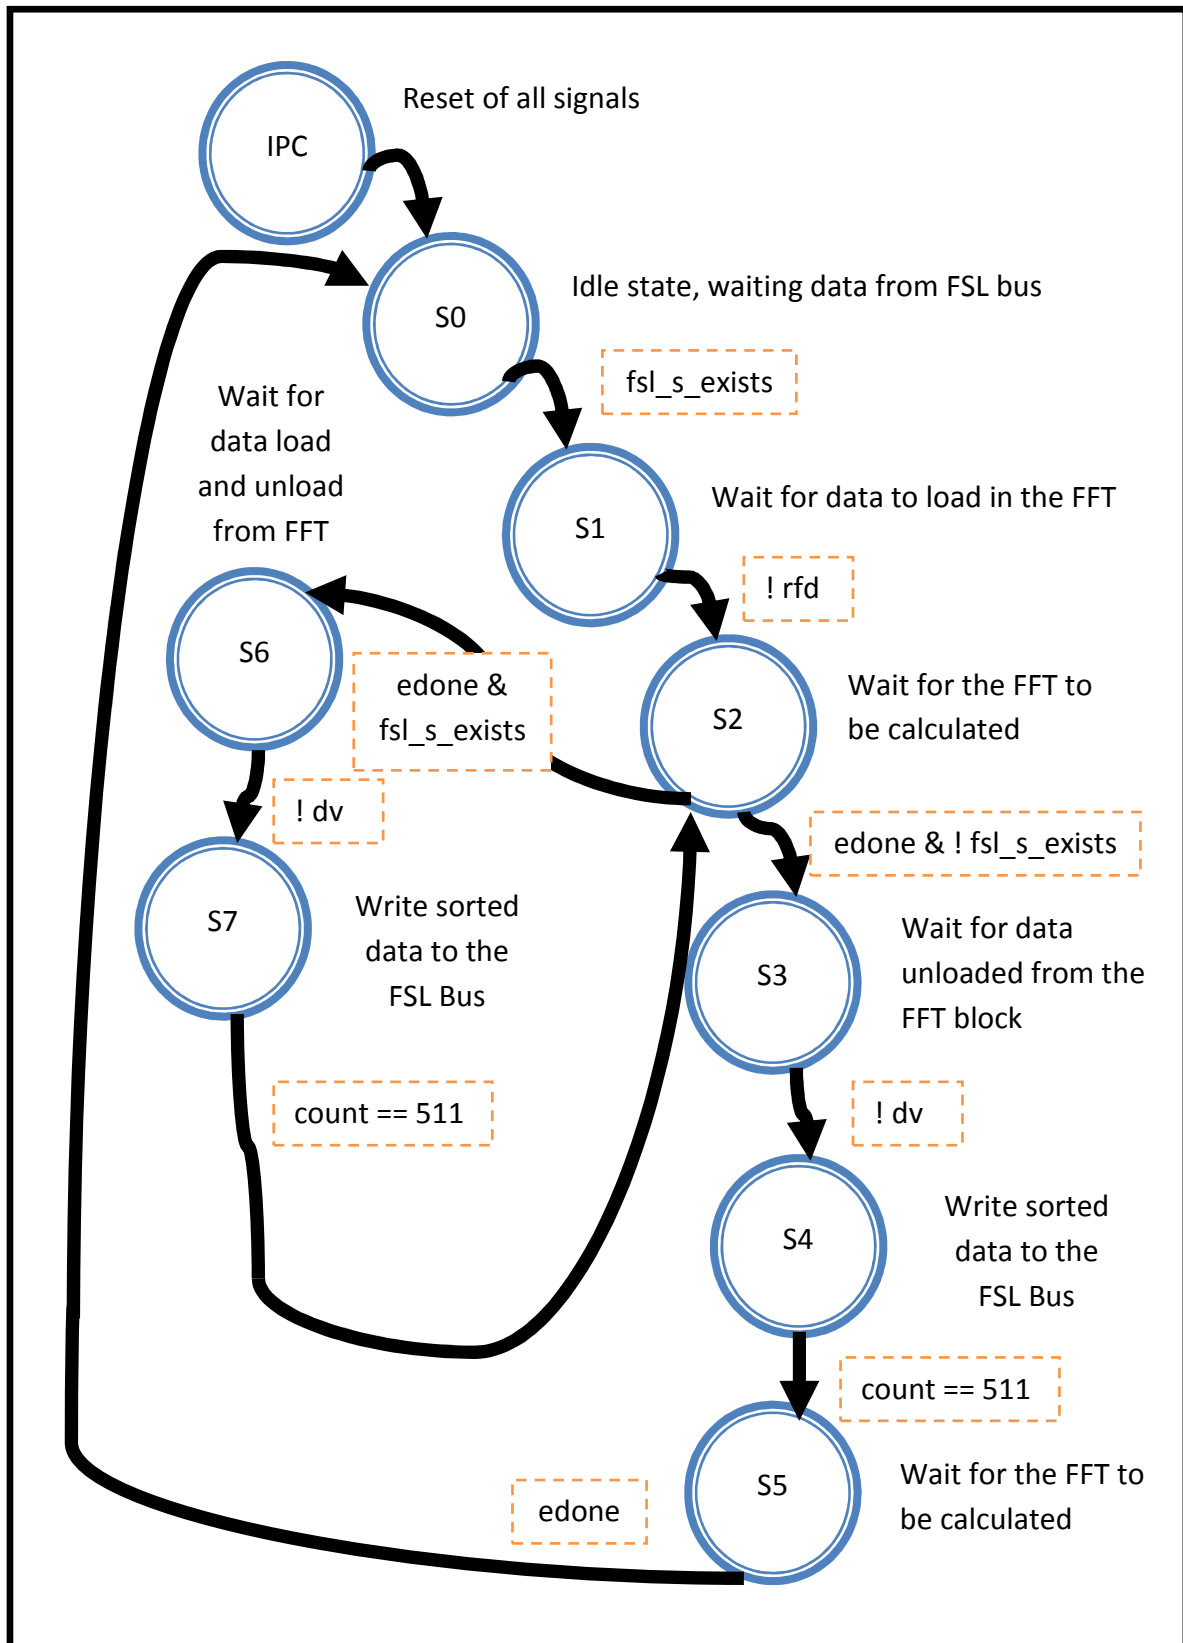 IPC
Reset of all signals
S0
Idle state, waiting data from FSL bus
fsl_s_exists
Wait for
data load
and unload
from FFT
S1
Wait for data to load in the FFT
! rfd
S6
edone &
fsl_s_exists
S2
Wait for the FFT to
be calculated
! dv
edone & ! fsl_s_exists
S7
Write sorted
data to the
FSL Bus
S3
Wait for data
unloaded from the
FFT block
count == 511
! dv
S4
Write sorted
data to the
FSL Bus
count == 511
S5
Wait for the FFT to
be calculated
edone